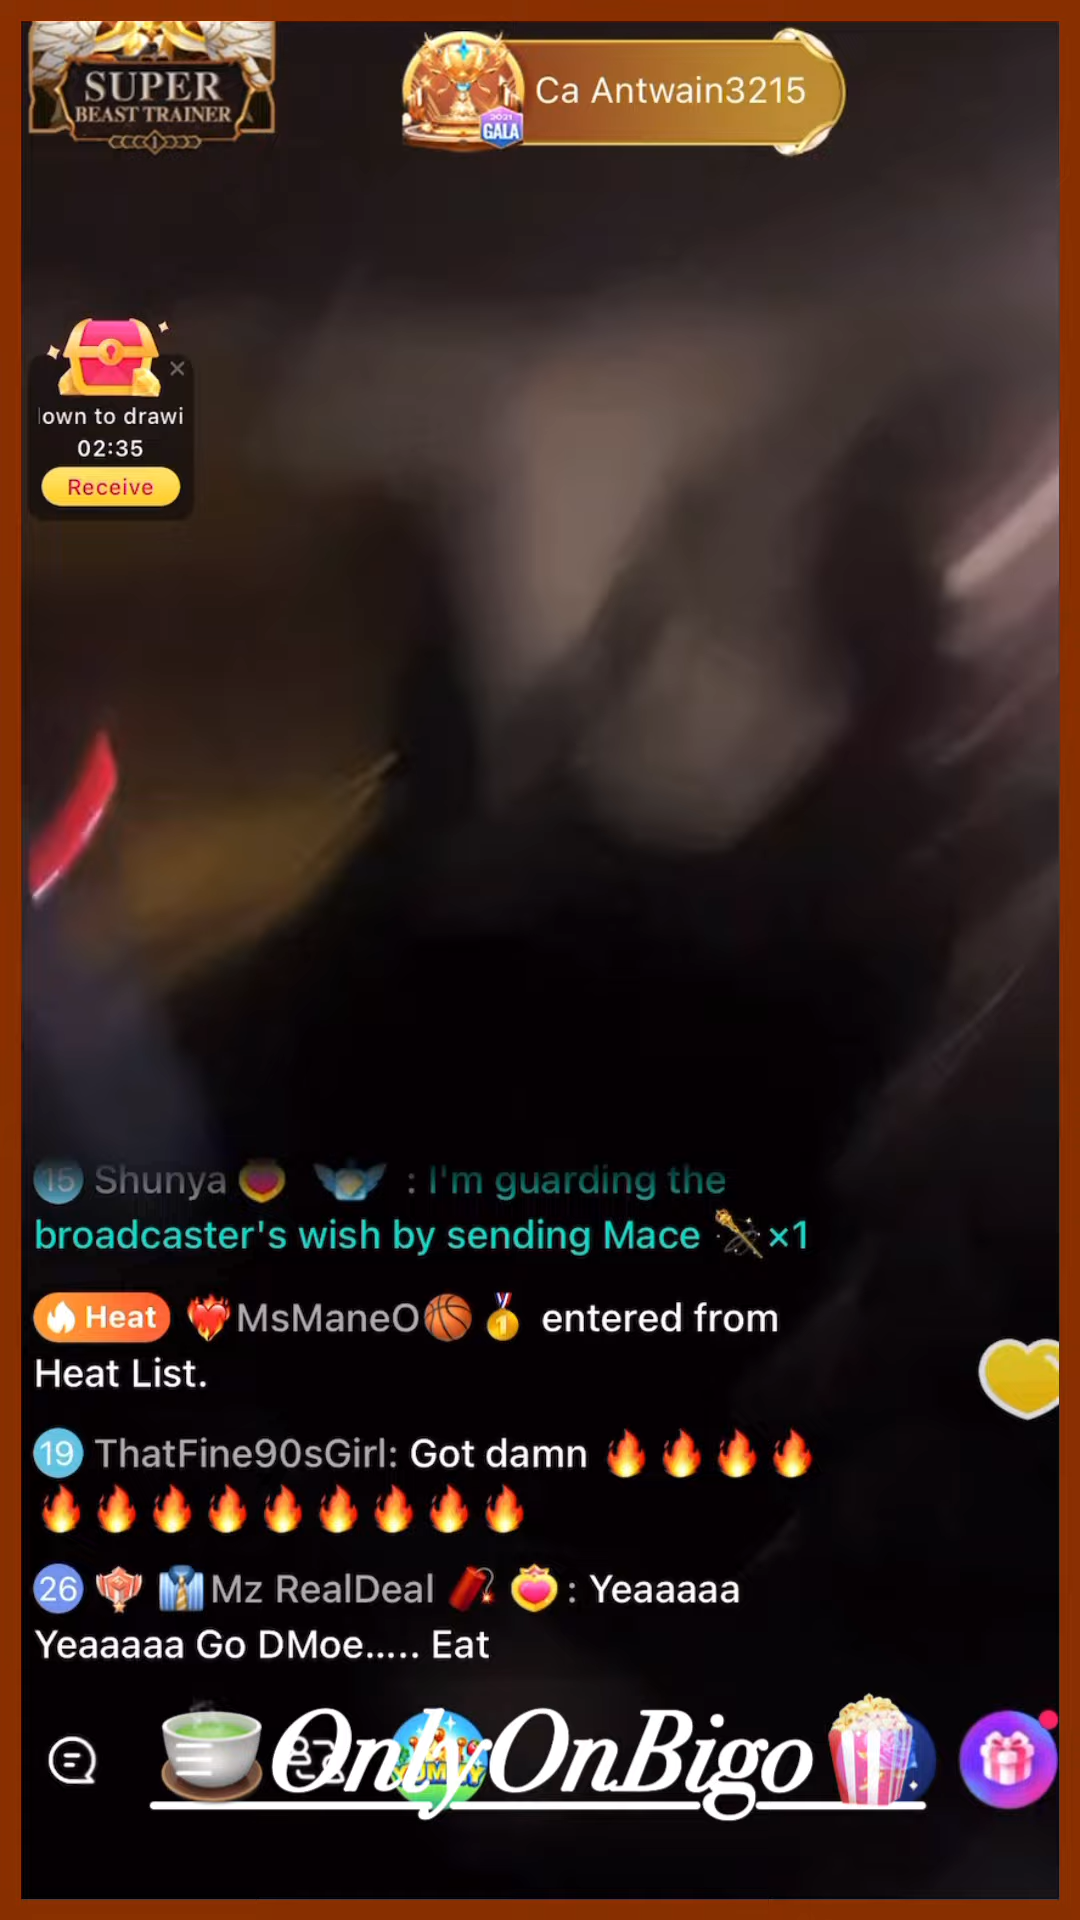 SUPER
BEAST TRAINER
I
2021
GALA
Ca Antwain3215
own to drawi
02:35
Receive
15 Shunya : I'm guarding the
broadcaster's wish by sending Mace ×1
Heat MsManeO🏀🥇 entered from
Heat List.
19 ThatFine90sGirl: Got damn 🔥🔥🔥🔥
🔥🔥🔥🔥🔥🔥🔥🔥🔥
26 👔Mz RealDeal 🧨 : Yeaaaaa
Yeaaaaa Go DMoe..... Eat
🍵OnlyOnBigo🍿
YUMMY